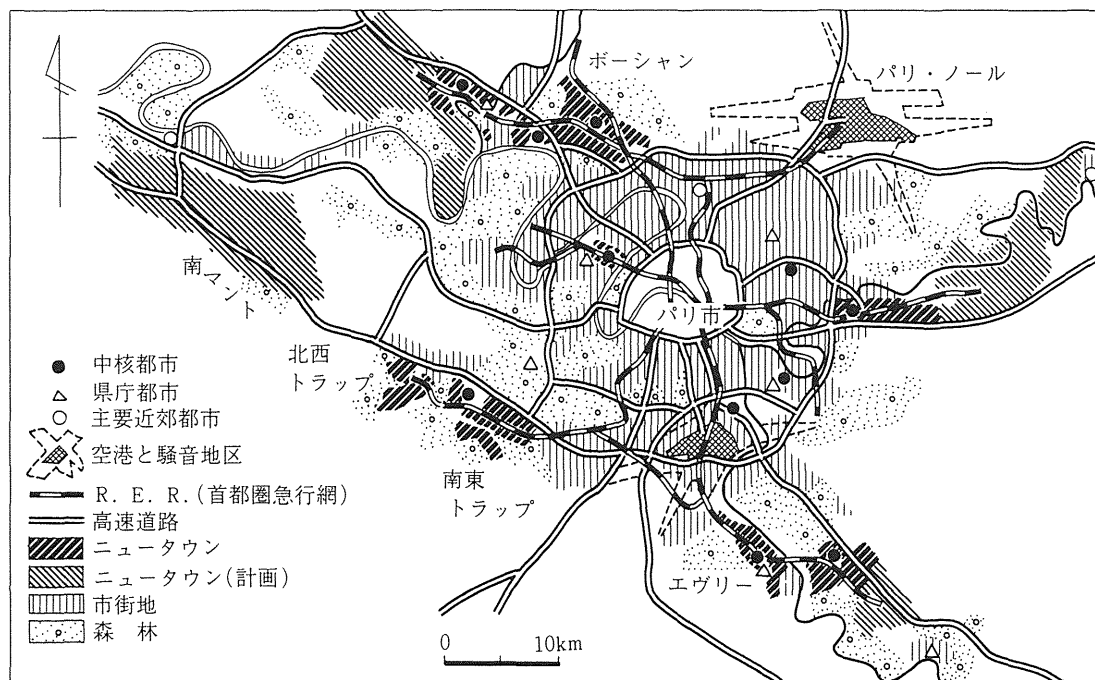 ボーシャン
パリ・ノール
パリ市
南マント
北西
トラップ
南東
トラップ
エヴリー
中核都市
県庁都市
主要近郊都市
空港と騒音地区
R. E. R.(首都圏急行網)
高速道路
ニュータウン
ニュータウン(計画)
市街地
森 林
0 10km